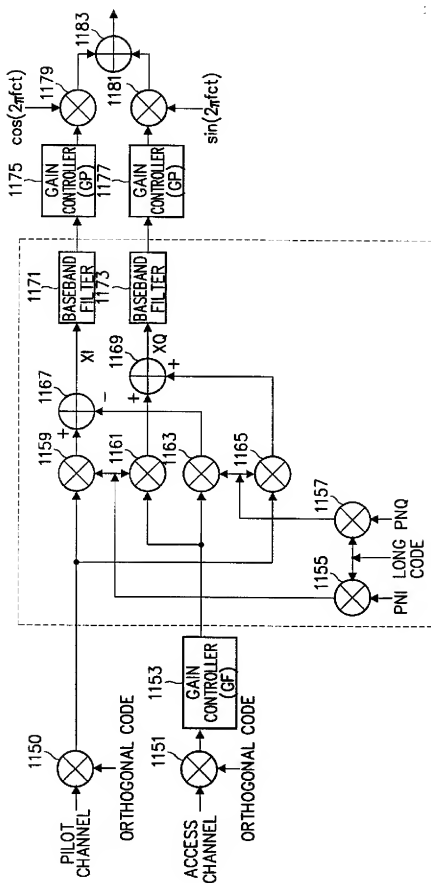 PILOT
CHANNEL
1150
ORTHOGONAL CODE
ACCESS
CHANNEL
1151
ORTHOGONAL CODE
1153
GAIN
CONTROLLER
(GF)
1155
PNI
LONG
CODE
1157
PNQ
1159
1161
1163
1165
1167
+
-
1169
+
+
XI
XQ
1171
BASEBAND
FILTER
1173
BASEBAND
FILTER
1175
GAIN
CONTROLLER
(GP)
1177
GAIN
CONTROLLER
(GP)
cos(2πfct)
1179
1181
sin(2πfct)
1183